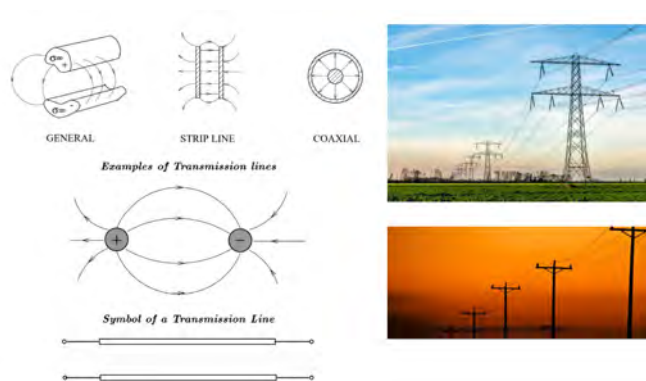 GENERAL
STRIP LINE
COAXIAL
Examples of Transmission lines
+
−
Symbol of a Transmission Line